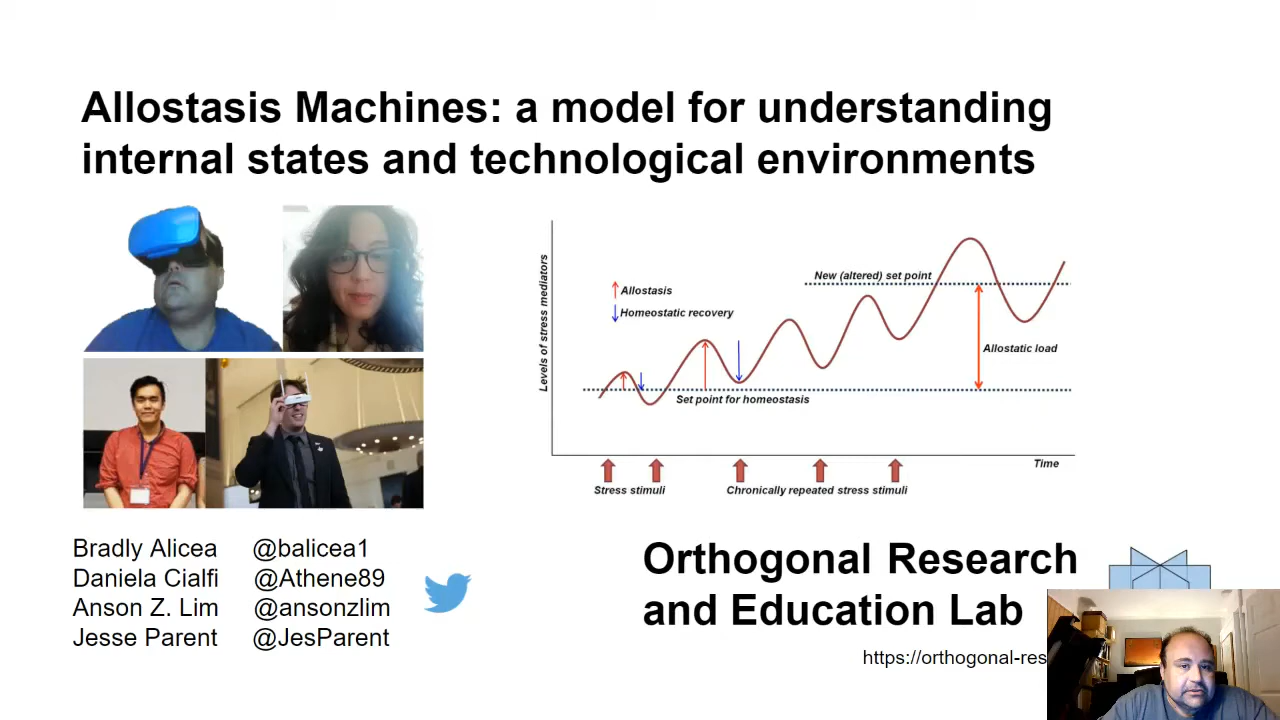 Allostasis Machines: a model for understanding
internal states and technological environments
Levels of stress mediators
Allostasis
Homeostatic recovery
New (altered) set point
Allostatic load
Set point for homeostasis
Time
Stress stimuli
Chronically repeated stress stimuli
Bradly Alicea @balicea1
Daniela Cialfi @Athene89
Anson Z. Lim @ansonzlim
Jesse Parent @JesParent
Orthogonal Research
and Education Lab
https://orthogonal-res